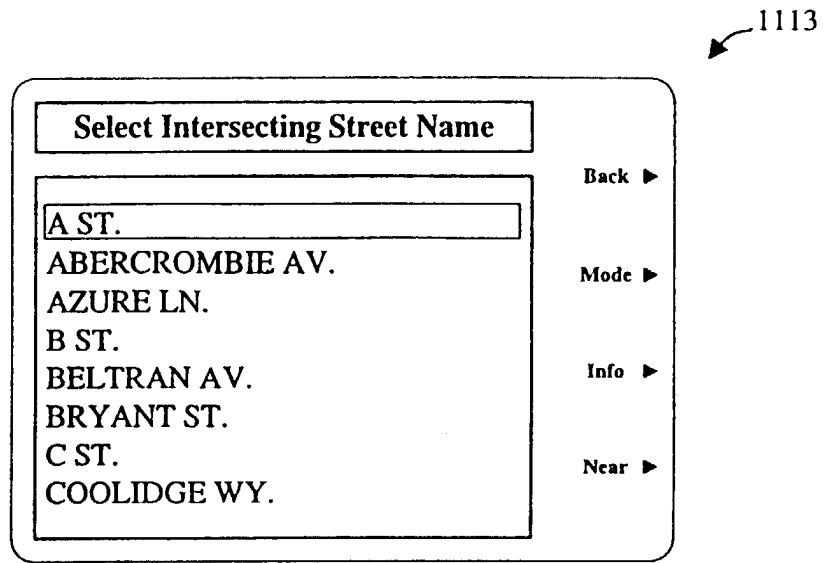 1113
Select Intersecting Street Name
Back
A ST.
ABERCROMBIE AV.
Mode
AZURE LN.
B ST.
BELTRAN AV.
Info
BRYANT ST.
C ST.
Near
COOLIDGE WY.